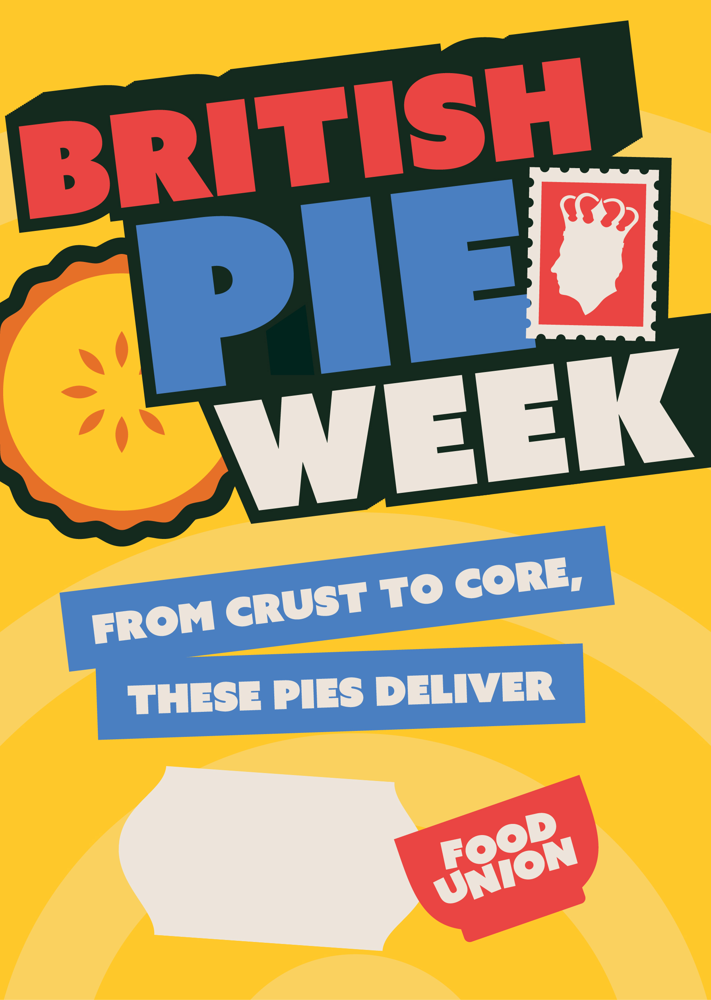 BRITISH
PIE
WEEK
FROM CRUST TO CORE,
THESE PIES DELIVER
FOOD
UNION